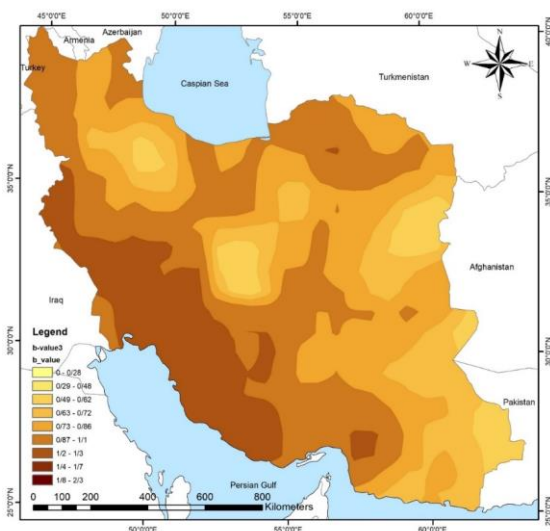 45°0'0"E 50°0'0"E 55°0'0"E 60°0'0"E
Azerbaijan
Armenia
Turkey
Caspian Sea
Turkmenistan
N
W E
S
40°0'0"N
35°0'0"N 35°0'0"N
Afghanistan
Iraq
30°0'0"N 30°0'0"N
Legend
b-value3
b_value
0 - 0/28
0/29 - 0/48
0/49 - 0/62
0/63 - 0/72
0/73 - 0/86
0/87 - 1/1
1/2 - 1/3
1/4 - 1/7
1/8 - 2/3
Pakistan
Persian Gulf
0 100 200 400 600 800
Kilometers
25°0'0"N 25°0'0"N
50°0'0"E 55°0'0"E 60°0'0"E